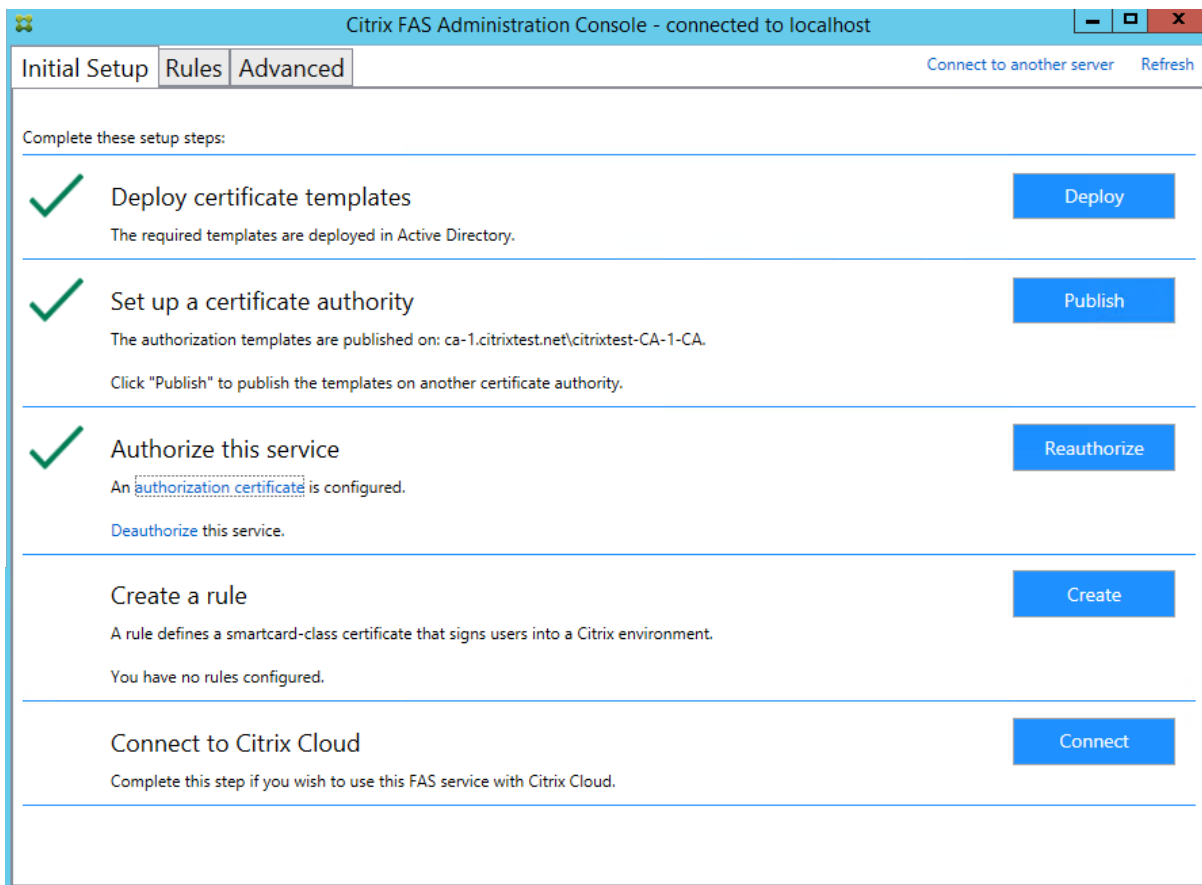 Citrix FAS Administration Console - connected to localhost
Initial Setup Rules Advanced Connect to another server Refresh
Complete these setup steps:
Deploy certificate templates
Deploy
The required templates are deployed in Active Directory.
Set up a certificate authority
Publish
The authorization templates are published on: ca-1.citrixtest.net\citrixtest-CA-1-CA.
Click "Publish" to publish the templates on another certificate authority.
Authorize this service
Reauthorize
An authorization certificate is configured.
Deauthorize this service.
Create a rule
Create
A rule defines a smartcard-class certificate that signs users into a Citrix environment.
You have no rules configured.
Connect to Citrix Cloud
Connect
Complete this step if you wish to use this FAS service with Citrix Cloud.